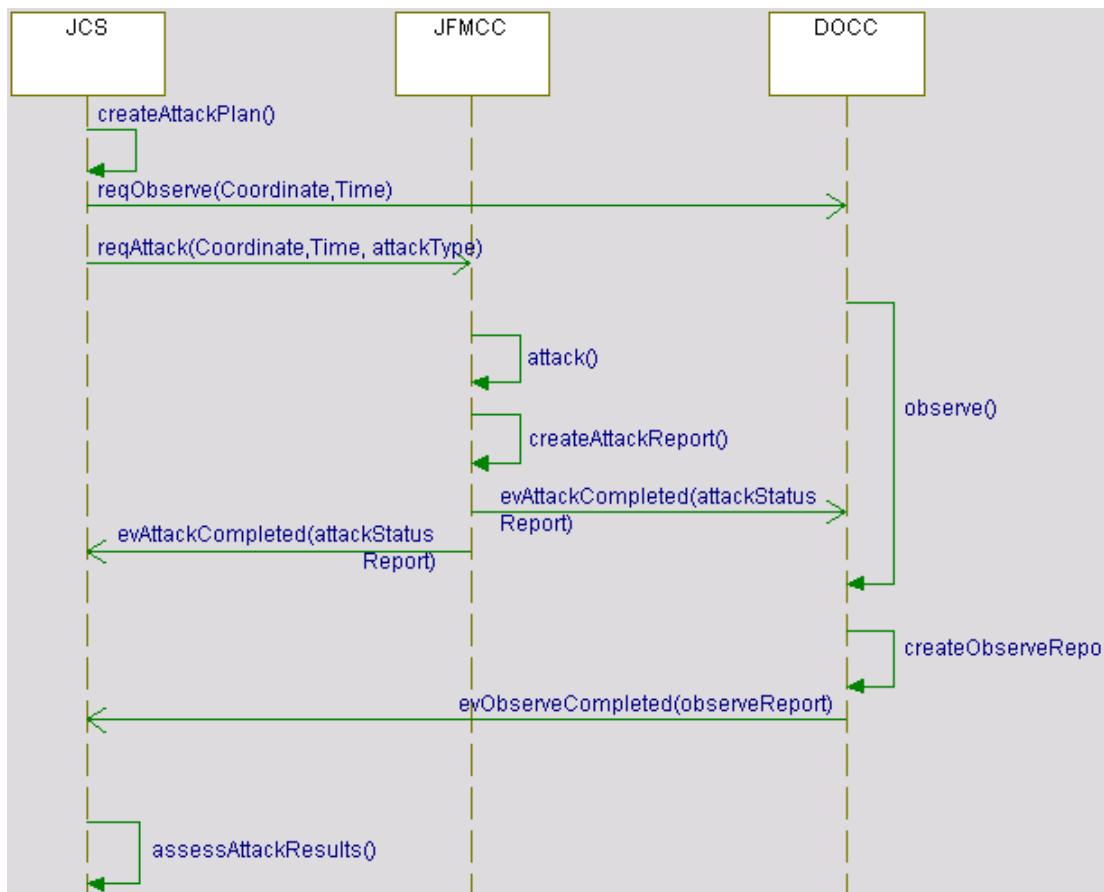 JCS
JFMCC
DOCC
createAttackPlan()
reqObserve(Coordinate,Time)
reqAttack(Coordinate,Time, attackType)
attack()
observe()
createAttackReport()
evAttackCompleted(attackStatus
Report)
evAttackCompleted(attackStatus
Report)
createObserveRepo
evObserveCompleted(observeReport)
assessAttackResults()